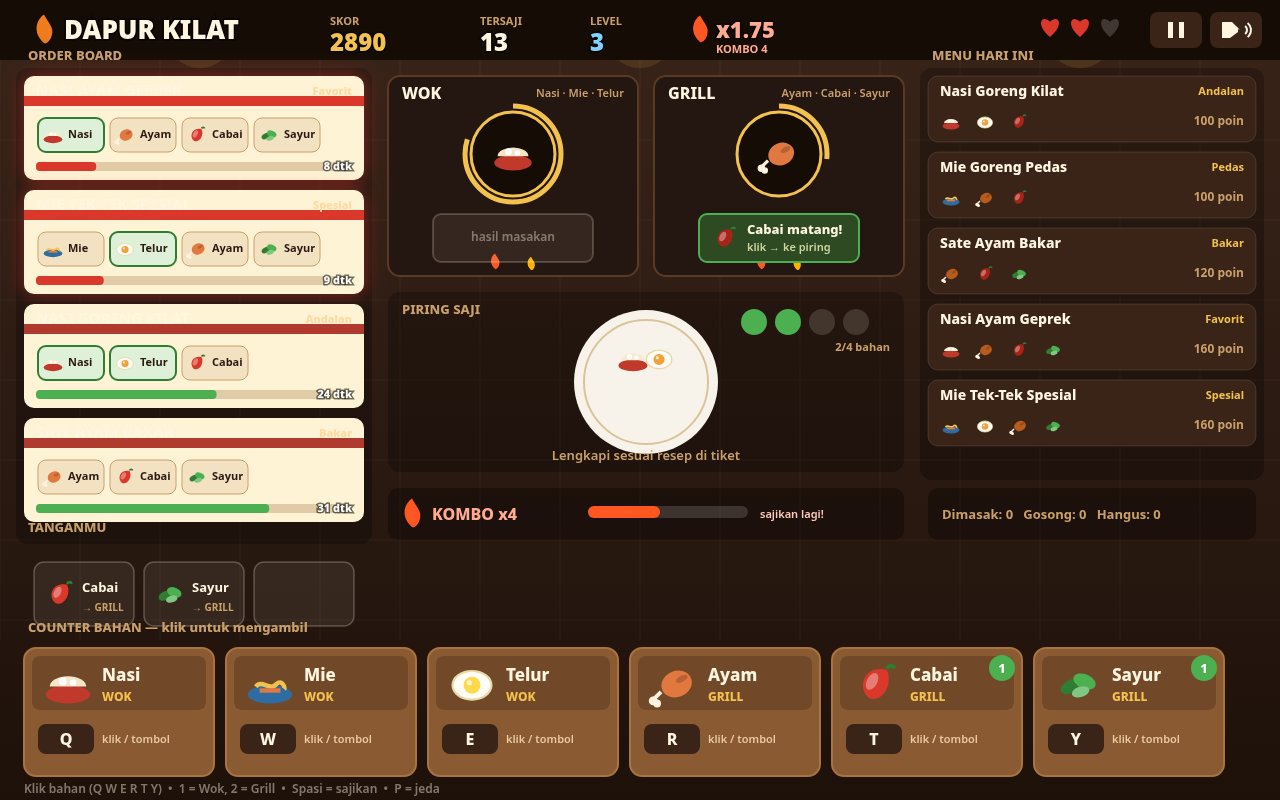 DAPUR KILAT
SKOR
2890
TERSAJI
13
LEVEL
3
x1.75
KOMBO 4
ORDER BOARD
Favorit
Nasi
Ayam
Cabai
Sayur
8 dtk
MIE TEK-TEK SPESIAL
Spesial
Mie
Telur
Ayam
Sayur
9 dtk
NASI GORENG KILAT
Andalan
Nasi
Telur
Cabai
24 dtk
Bakar
Ayam
Cabai
Sayur
31 dtk
WOK
Nasi · Mie · Telur
hasil masakan
GRILL
Ayam · Cabai · Sayur
Cabai matang!
klik → ke piring
PIRING SAJI
2/4 bahan
Lengkapi sesuai resep di tiket
KOMBO x4
sajikan lagi!
MENU HARI INI
Nasi Goreng Kilat
Andalan
100 poin
Mie Goreng Pedas
Pedas
100 poin
Sate Ayam Bakar
Bakar
120 poin
Nasi Ayam Geprek
Favorit
160 poin
Mie Tek-Tek Spesial
Spesial
160 poin
Dimasak: 0 Gosong: 0 Hangus: 0
TANGANMU
Cabai
→ GRILL
Sayur
→ GRILL
COUNTER BAHAN — klik untuk mengambil
Nasi
WOK
Q
klik / tombol
Mie
WOK
W
klik / tombol
Telur
WOK
E
klik / tombol
Ayam
GRILL
R
klik / tombol
Cabai
GRILL
1
T
klik / tombol
Sayur
GRILL
1
Y
klik / tombol
Klik bahan (Q W E R T Y) • 1 = Wok, 2 = Grill • Spasi = sajikan • P = jeda